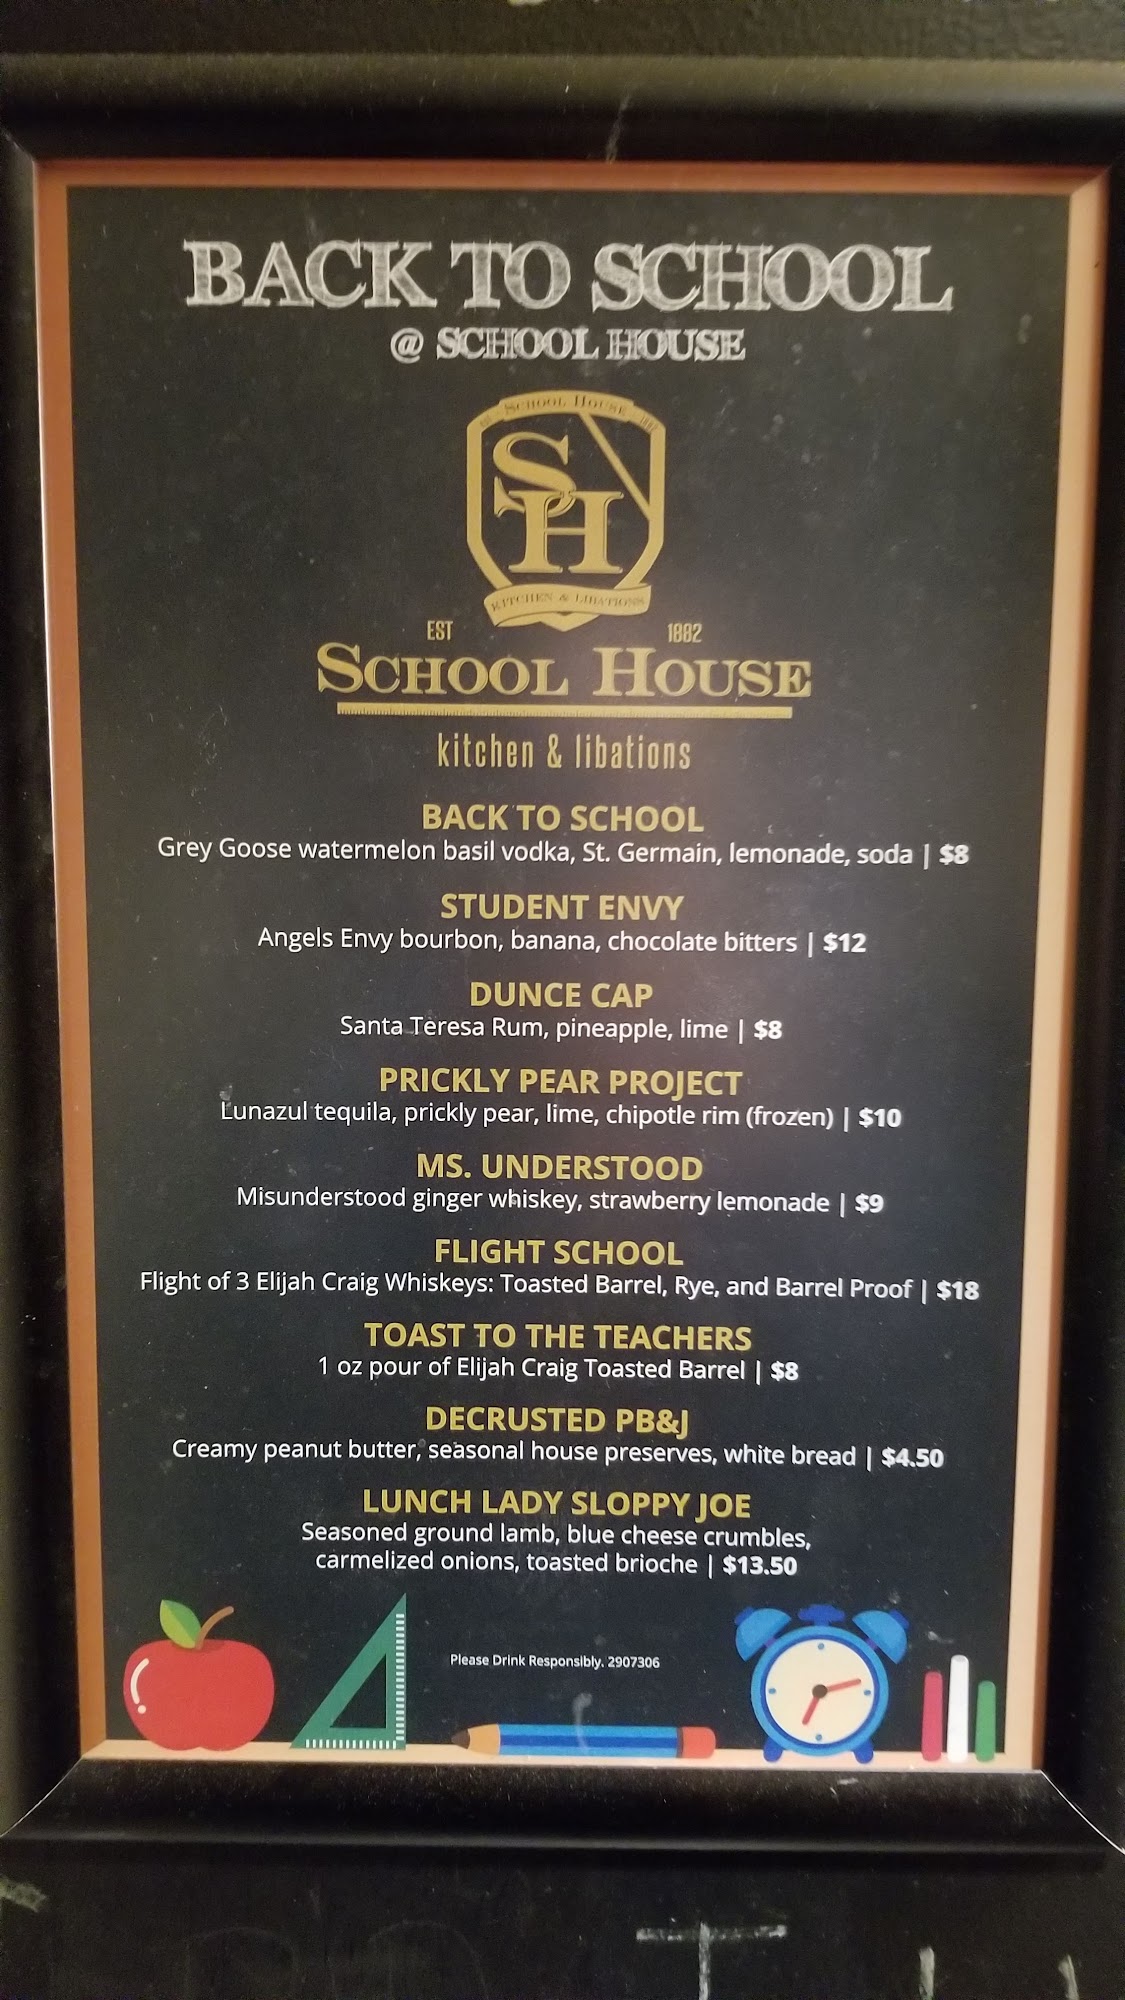 BACK TO SCHOOL
@ SCHOOL HOUSE
SCHOOL HOUSE
SH
KITCHEN & LIBATIONS
EST 1882
SCHOOL HOUSE
kitchen & libations
BACK TO SCHOOL
Grey Goose watermelon basil vodka, St. Germain, lemonade, soda | $8
STUDENT ENVY
Angels Envy bourbon, banana, chocolate bitters | $12
DUNCE CAP
Santa Teresa Rum, pineapple, lime | $8
PRICKLY PEAR PROJECT
Lunazul tequila, prickly pear, lime, chipotle rim (frozen) | $10
MS. UNDERSTOOD
Misunderstood ginger whiskey, strawberry lemonade | $9
FLIGHT SCHOOL
Flight of 3 Elijah Craig Whiskeys: Toasted Barrel, Rye, and Barrel Proof | $18
TOAST TO THE TEACHERS
1 oz pour of Elijah Craig Toasted Barrel | $8
DECRUSTED PB&J
Creamy peanut butter, seasonal house preserves, white bread | $4.50
LUNCH LADY SLOPPY JOE
Seasoned ground lamb, blue cheese crumbles,
carmelized onions, toasted brioche | $13.50
Please Drink Responsibly. 2907306